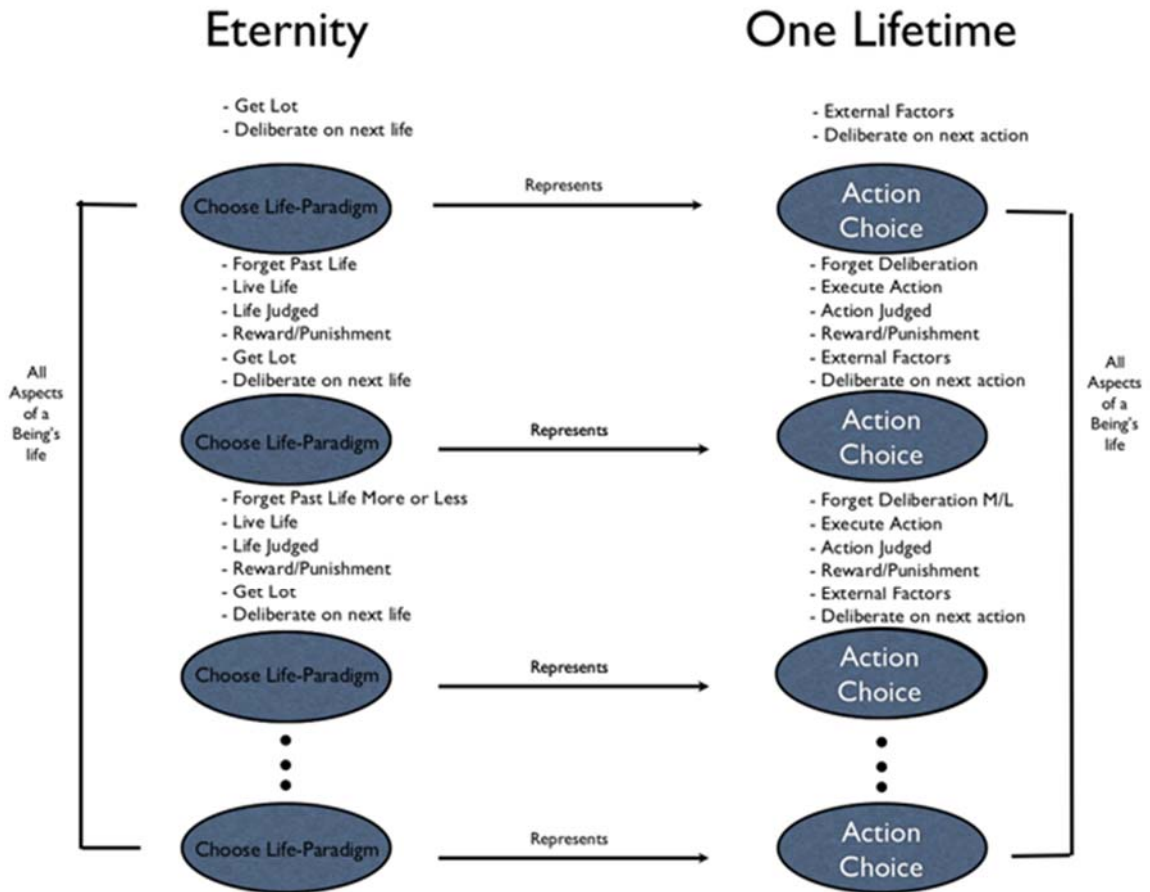 Eternity
One Lifetime
- Get Lot
- Deliberate on next life
- External Factors
- Deliberate on next action
Choose Life-Paradigm
Represents
Action
Choice
- Forget Past Life
- Live Life
- Life Judged
- Reward/Punishment
- Get Lot
- Deliberate on next life
- Forget Deliberation
- Execute Action
- Action Judged
- Reward/Punishment
- External Factors
- Deliberate on next action
All
Aspects
of a
Being's
life
All
Aspects
of a
Being's
life
Choose Life-Paradigm
Represents
Action
Choice
- Forget Past Life More or Less
- Live Life
- Life Judged
- Reward/Punishment
- Get Lot
- Deliberate on next life
- Forget Deliberation M/L
- Execute Action
- Action Judged
- Reward/Punishment
- External Factors
- Deliberate on next action
Choose Life-Paradigm
Represents
Action
Choice
Choose Life-Paradigm
Represents
Action
Choice